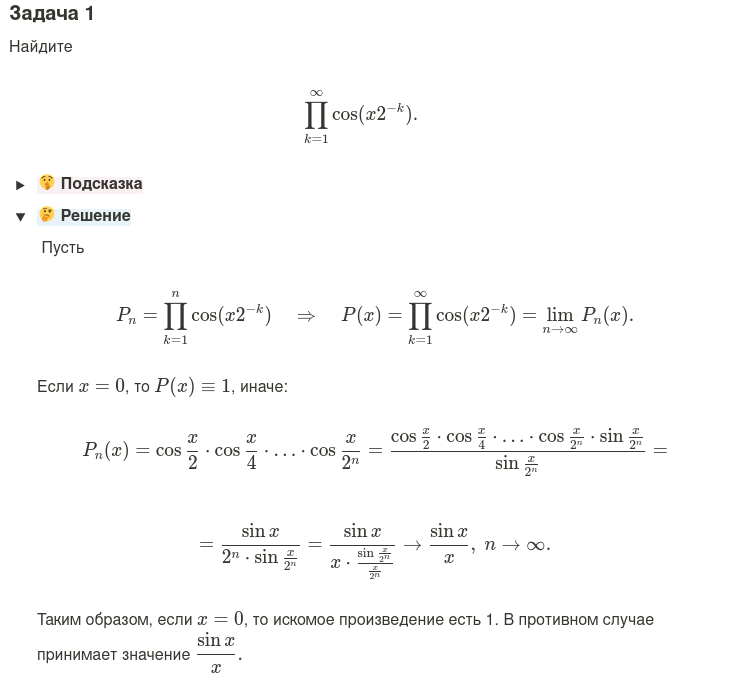 Задача 1
Найдите
$$\prod_{k=1}^{\infty} \cos(x2^{-k}).$$
▶ 🤫 Подсказка
▼ 🤔 Решение
Пусть
$$P_n = \prod_{k=1}^{n} \cos(x2^{-k}) \quad \Rightarrow \quad P(x) = \prod_{k=1}^{\infty} \cos(x2^{-k}) = \lim_{n \to \infty} P_n(x).$$
Если $x = 0$, то $P(x) \equiv 1$, иначе:
$$P_n(x) = \cos\frac{x}{2} \cdot \cos\frac{x}{4} \cdot \ldots \cdot \cos\frac{x}{2^n} = \frac{\cos\frac{x}{2} \cdot \cos\frac{x}{4} \cdot \ldots \cdot \cos\frac{x}{2^n} \cdot \sin\frac{x}{2^n}}{\sin\frac{x}{2^n}} =$$
$$= \frac{\sin x}{2^n \cdot \sin\frac{x}{2^n}} = \frac{\sin x}{x \cdot \frac{\sin\frac{x}{2^n}}{\frac{x}{2^n}}} \to \frac{\sin x}{x}, \; n \to \infty.$$
Таким образом, если $x = 0$, то искомое произведение есть 1. В противном случае
принимает значение $\dfrac{\sin x}{x}$.